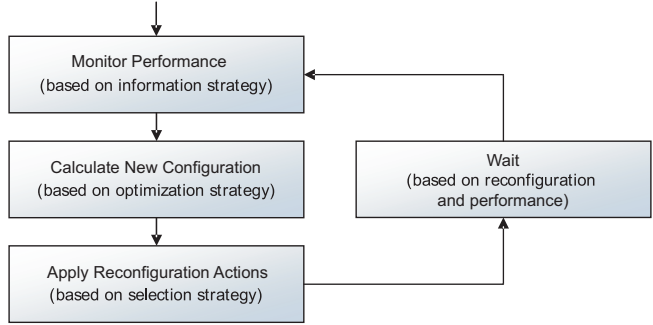 Monitor Performance
(based on information strategy)
Calculate New Configuration
(based on optimization strategy)
Apply Reconfiguration Actions
(based on selection strategy)
Wait
(based on reconfiguration
and performance)